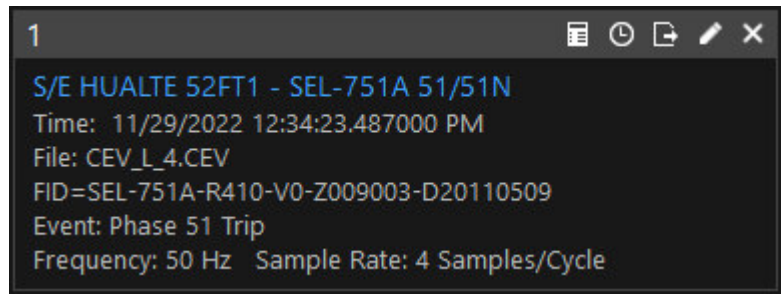 1
S/E HUALTE 52FT1 - SEL-751A 51/51N
Time:  11/29/2022 12:34:23.487000 PM
File: CEV_L_4.CEV
FID=SEL-751A-R410-V0-Z009003-D20110509
Event: Phase 51 Trip
Frequency: 50 Hz   Sample Rate: 4 Samples/Cycle